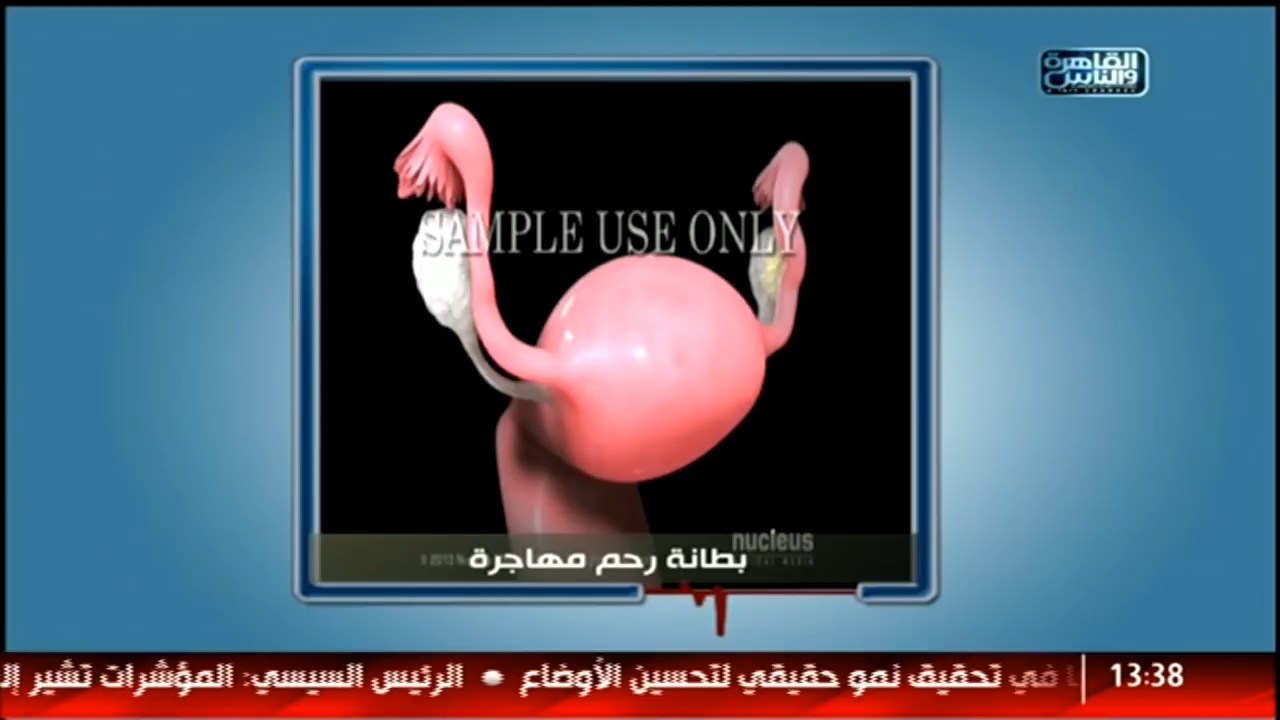 القاهرة
والناس
SAMPLE USE ONLY
nucleus
بطانة رحم مهاجرة
ا في تحقيق نمو حقيقي لتحسين الأوضاع • الرئيس السيسي: المؤشرات تشير إل
13:38